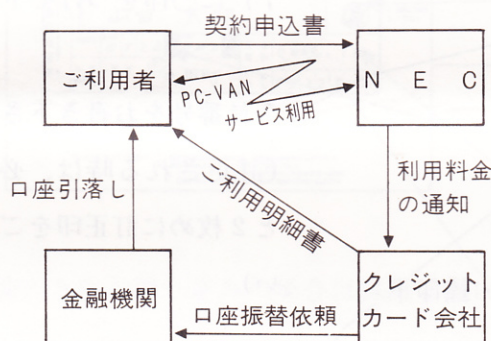 契約申込書
ご利用者
PC-VAN
サービス利用
N E C
口座引落し
ご利用明細書
利用料金
の通知
金融機関
口座振替依頼
クレジット
カード会社